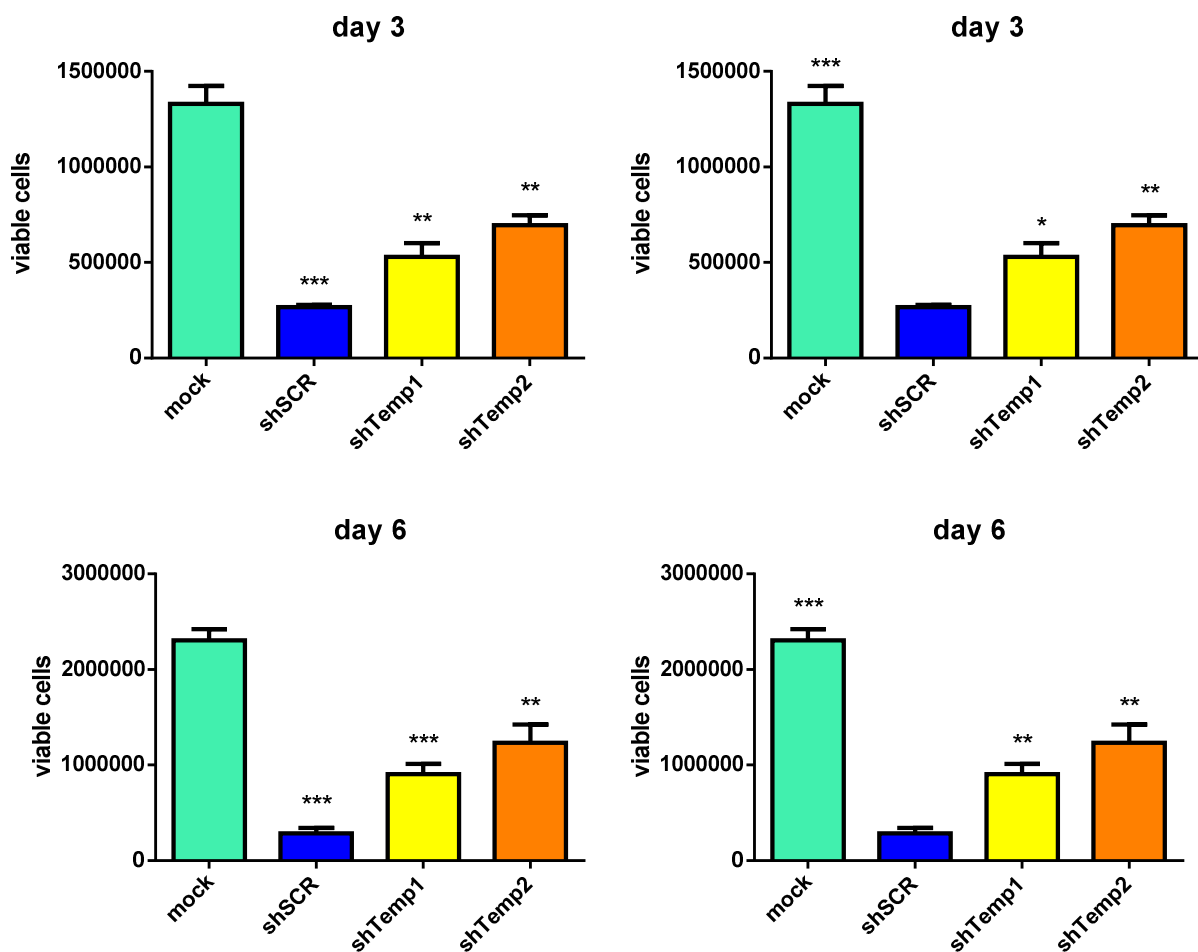 day 3
1500000
1000000
500000
0
viable cells
***
**
**
mock
shSCR
shTemp1
shTemp2
day 3
1500000
1000000
500000
0
viable cells
***
*
**
mock
shSCR
shTemp1
shTemp2
day 6
3000000
2000000
1000000
0
viable cells
***
***
**
mock
shSCR
shTemp1
shTemp2
day 6
3000000
2000000
1000000
0
viable cells
***
**
**
mock
shSCR
shTemp1
shTemp2